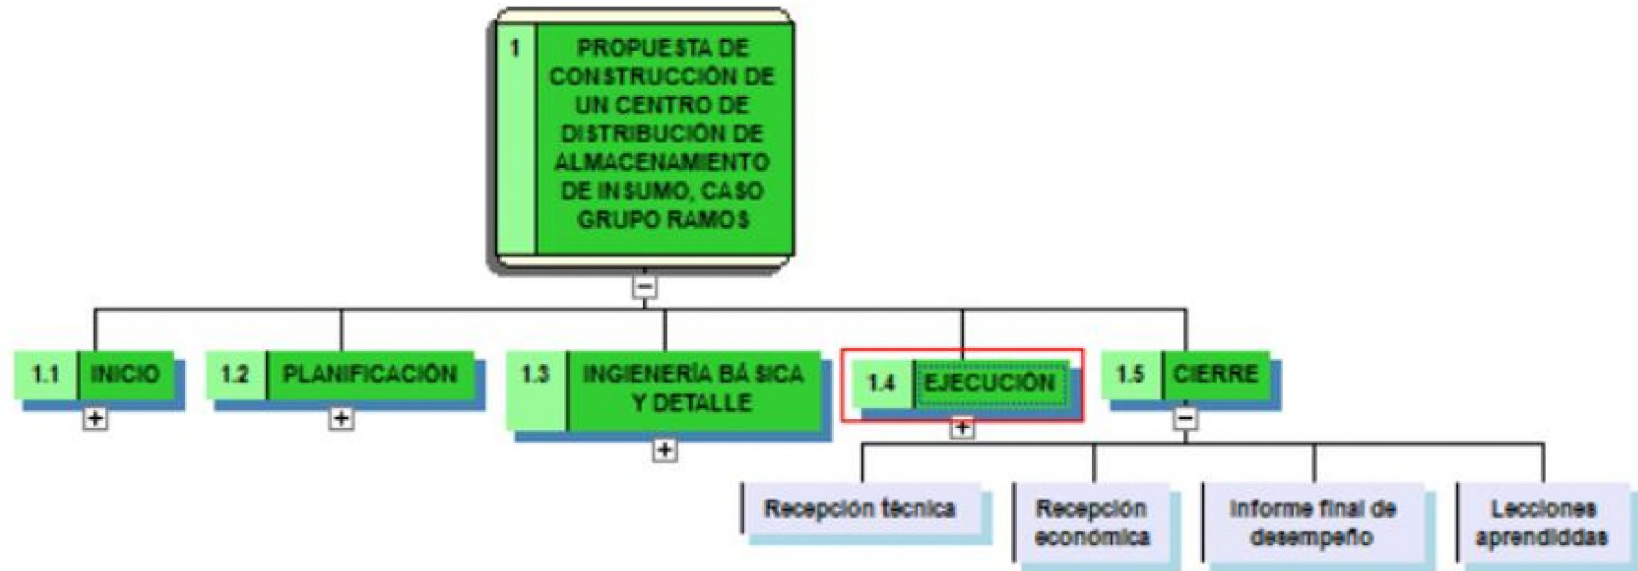 1
PROPUESTA DE
CONSTRUCCIÓN DE
UN CENTRO DE
DISTRIBUCIÓN DE
ALMACENAMIENTO
DE INSUMO, CASO
GRUPO RAMOS
1.1 INICIO
1.2 PLANIFICACIÓN
1.3 INGIENERÍA BÁSICA
Y DETALLE
1.4 EJECUCIÓN
1.5 CIERRE
Recepción técnica
Recepción
económica
Informe final de
desempeño
Lecciones
aprendiddas